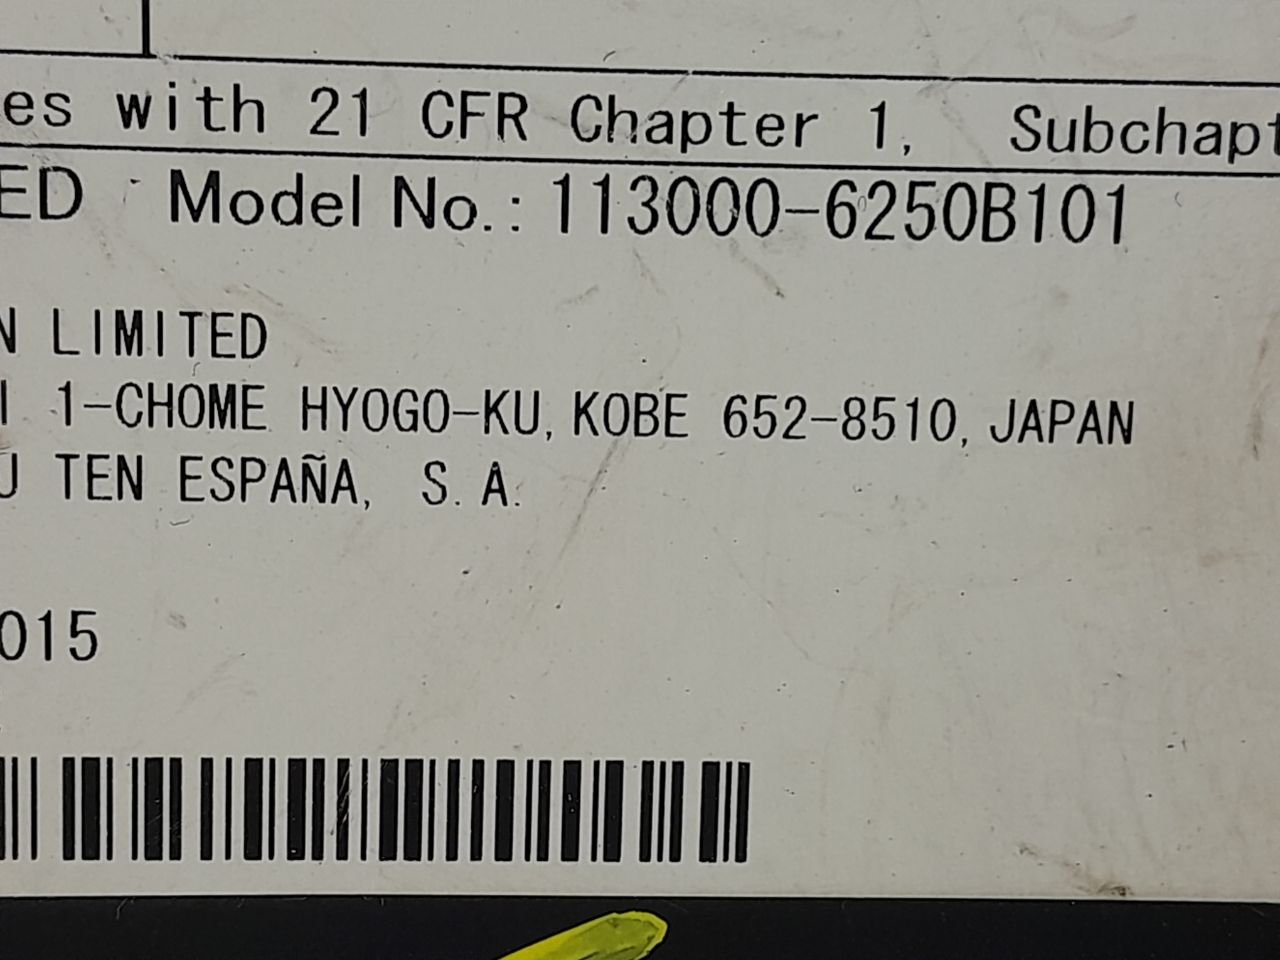 es with 21 CFR Chapter 1, Subchapt
ED Model No.: 113000-6250B101
N LIMITED
I 1-CHOME HYOGO-KU, KOBE 652-8510, JAPAN
U TEN ESPAÑA, S. A.
015